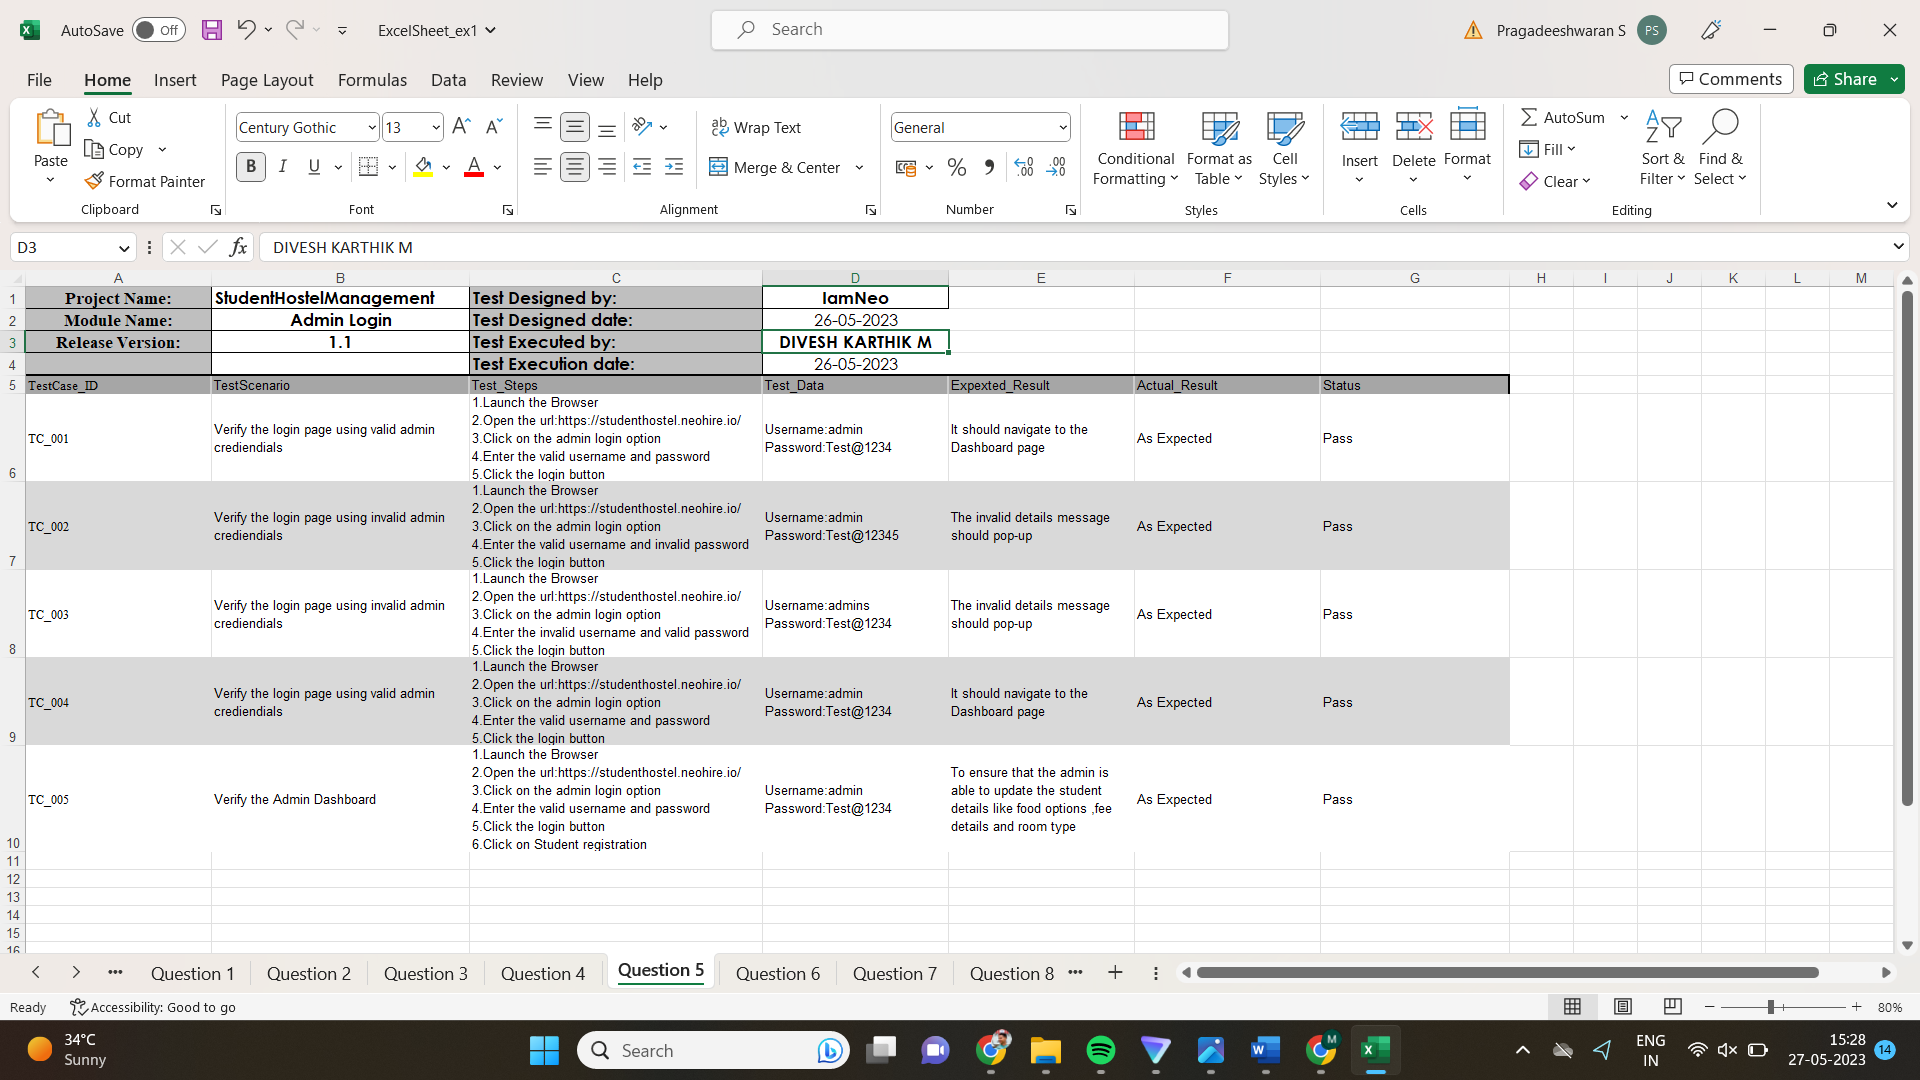 AutoSave Off ExcelSheet_ex1 Search Pragadeeshwaran S PS
File Home Insert Page Layout Formulas Data Review View Help Comments Share
Paste Cut Copy Format Painter Clipboard
Century Gothic 13 B I U A Font
Wrap Text Merge & Center Alignment
General % Number
Conditional Formatting Format as Table Cell Styles Styles
Insert Delete Format Cells
AutoSum Fill Clear Sort & Filter Find & Select Editing
D3 fx DIVESH KARTHIK M
A B C D E F G H I J K L M
1 Project Name: StudentHostelManagement Test Designed by: IamNeo
2 Module Name: Admin Login Test Designed date: 26-05-2023
3 Release Version: 1.1 Test Executed by: DIVESH KARTHIK M
4 Test Execution date: 26-05-2023
5 TestCase_ID TestScenario Test_Steps Test_Data Expexted_Result Actual_Result Status
6 TC_001
Verify the login page using valid admin
crediendials
1.Launch the Browser
2.Open the url:https://studenthostel.neohire.io/
3.Click on the admin login option
4.Enter the valid username and password
5.Click the login button
Username:admin
Password:Test@1234
It should navigate to the
Dashboard page
As Expected
Pass
7 TC_002
Verify the login page using invalid admin
crediendials
1.Launch the Browser
2.Open the url:https://studenthostel.neohire.io/
3.Click on the admin login option
4.Enter the valid username and invalid password
5.Click the login button
Username:admin
Password:Test@12345
The invalid details message
should pop-up
As Expected
Pass
8 TC_003
Verify the login page using invalid admin
crediendials
1.Launch the Browser
2.Open the url:https://studenthostel.neohire.io/
3.Click on the admin login option
4.Enter the invalid username and valid password
5.Click the login button
Username:admins
Password:Test@1234
The invalid details message
should pop-up
As Expected
Pass
9 TC_004
Verify the login page using valid admin
crediendials
1.Launch the Browser
2.Open the url:https://studenthostel.neohire.io/
3.Click on the admin login option
4.Enter the valid username and password
5.Click the login button
Username:admin
Password:Test@1234
It should navigate to the
Dashboard page
As Expected
Pass
10 TC_005
Verify the Admin Dashboard
1.Launch the Browser
2.Open the url:https://studenthostel.neohire.io/
3.Click on the admin login option
4.Enter the valid username and password
5.Click the login button
6.Click on Student registration
Username:admin
Password:Test@1234
To ensure that the admin is
able to update the student
details like food options ,fee
details and room type
As Expected
Pass
11
12
13
14
15
16
Question 1 Question 2 Question 3 Question 4 Question 5 Question 6 Question 7 Question 8
Ready Accessibility: Good to go 80%
34°C
Sunny
Search
ENG
IN
15:28
27-05-2023
14